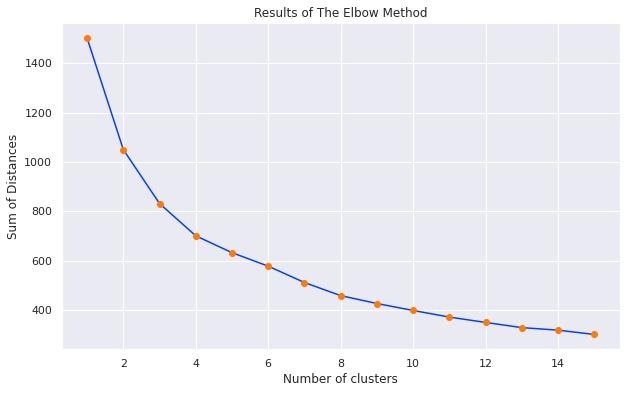 Results of The Elbow Method
1400
1200
1000
800
600
400
Sum of Distances
2 4 6 8 10 12 14
Number of clusters